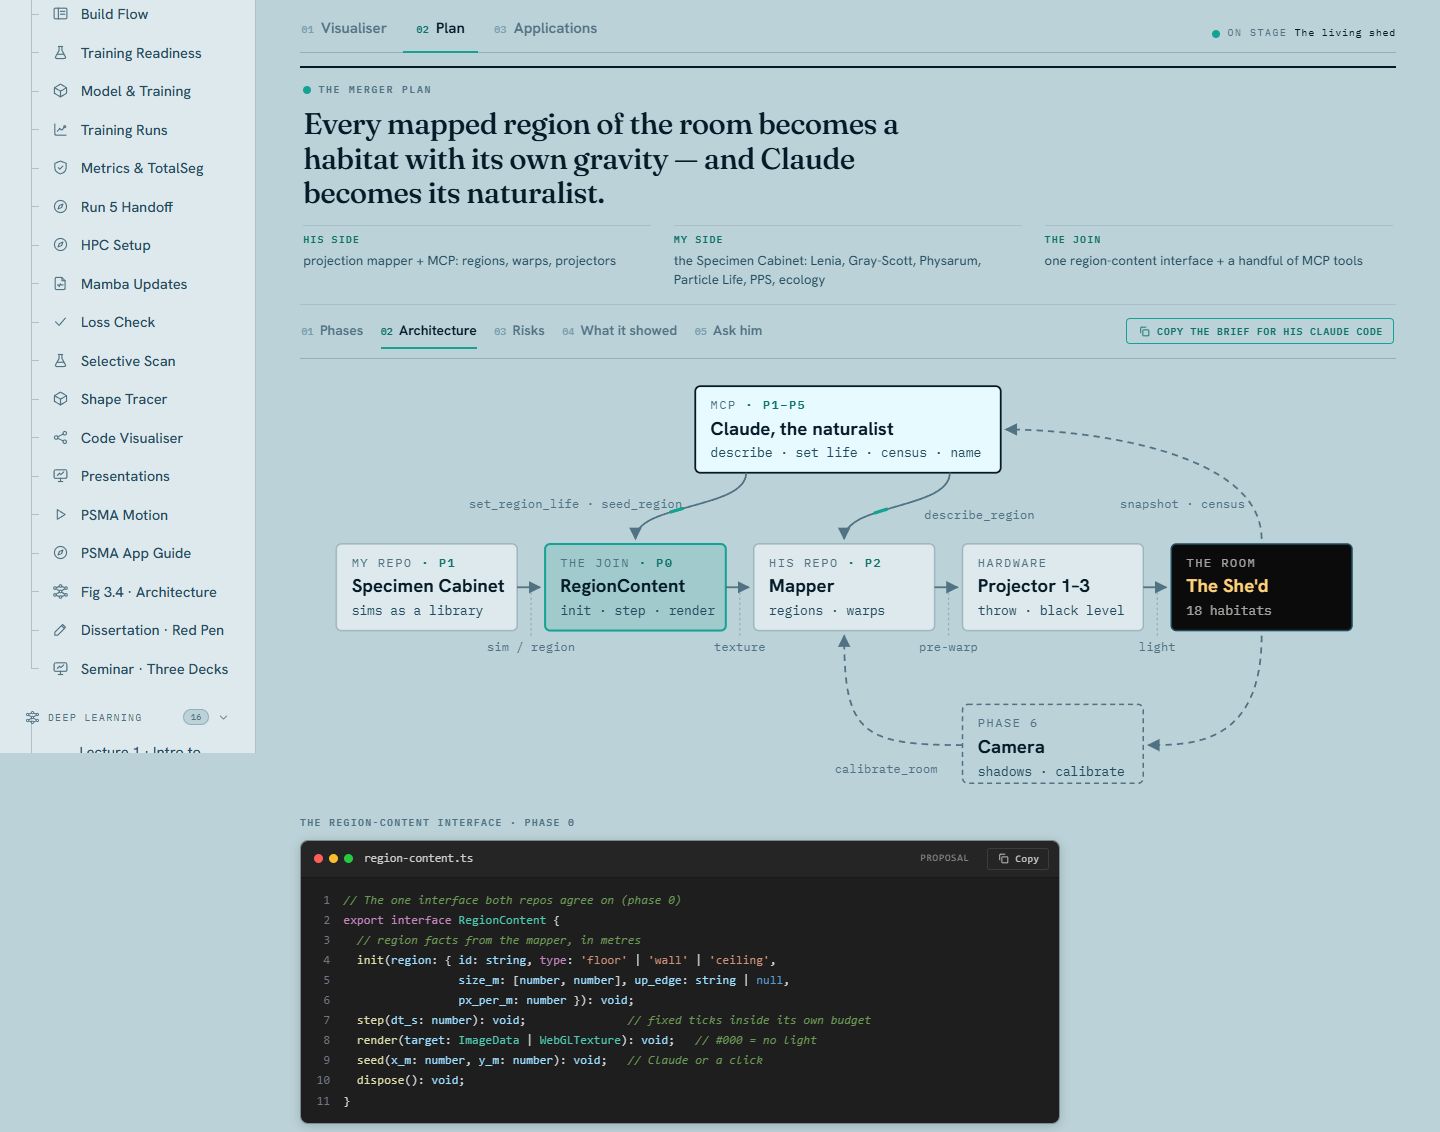 Build Flow
Training Readiness
Model & Training
Training Runs
Metrics & TotalSeg
Run 5 Handoff
HPC Setup
Mamba Updates
Loss Check
Selective Scan
Shape Tracer
Code Visualiser
Presentations
PSMA Motion
PSMA App Guide
Fig 3.4 · Architecture
Dissertation · Red Pen
Seminar · Three Decks
DEEP LEARNING 16
Lecture 1 · Intro to
01 Visualiser 02 Plan 03 Applications
ON STAGE The living shed
THE MERGER PLAN
Every mapped region of the room becomes a
habitat with its own gravity — and Claude
becomes its naturalist.
HIS SIDE
projection mapper + MCP: regions, warps, projectors
MY SIDE
the Specimen Cabinet: Lenia, Gray-Scott, Physarum,
Particle Life, PPS, ecology
THE JOIN
one region-content interface + a handful of MCP tools
01 Phases 02 Architecture 03 Risks 04 What it showed 05 Ask him
COPY THE BRIEF FOR HIS CLAUDE CODE
MCP · P1–P5
Claude, the naturalist
describe · set life · census · name
set_region_life · seed_region
describe_region
snapshot · census
MY REPO · P1
Specimen Cabinet
sims as a library
THE JOIN · P0
RegionContent
init · step · render
HIS REPO · P2
Mapper
regions · warps
HARDWARE
Projector 1–3
throw · black level
THE ROOM
The She'd
18 habitats
sim / region
texture
pre-warp
light
PHASE 6
Camera
shadows · calibrate
calibrate_room
THE REGION-CONTENT INTERFACE · PHASE 0
region-content.ts PROPOSAL Copy
1 // The one interface both repos agree on (phase 0)
2 export interface RegionContent {
3 // region facts from the mapper, in metres
4 init(region: { id: string, type: 'floor' | 'wall' | 'ceiling',
5 size_m: [number, number], up_edge: string | null,
6 px_per_m: number }): void;
7 step(dt_s: number): void; // fixed ticks inside its own budget
8 render(target: ImageData | WebGLTexture): void; // #000 = no light
9 seed(x_m: number, y_m: number): void; // Claude or a click
10 dispose(): void;
11 }